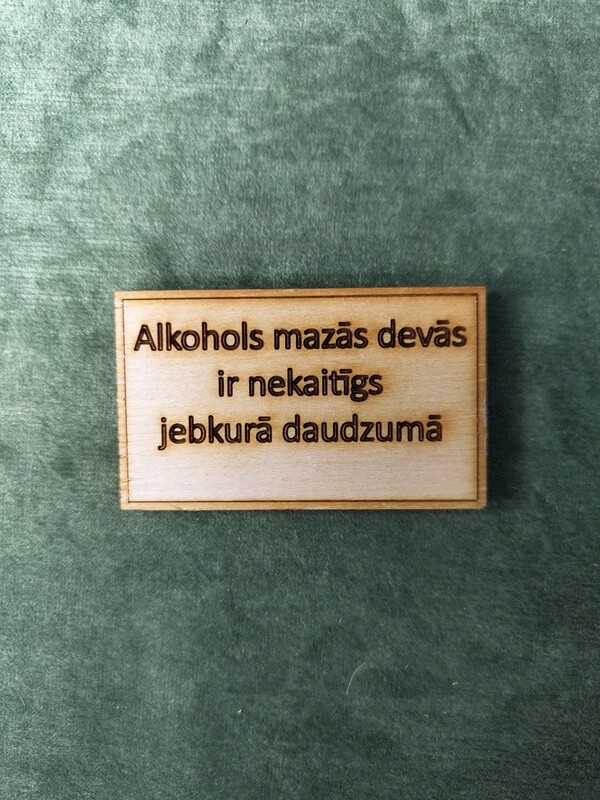 Alkohols mazās devās
ir nekaitīgs
jebkurā daudzumā